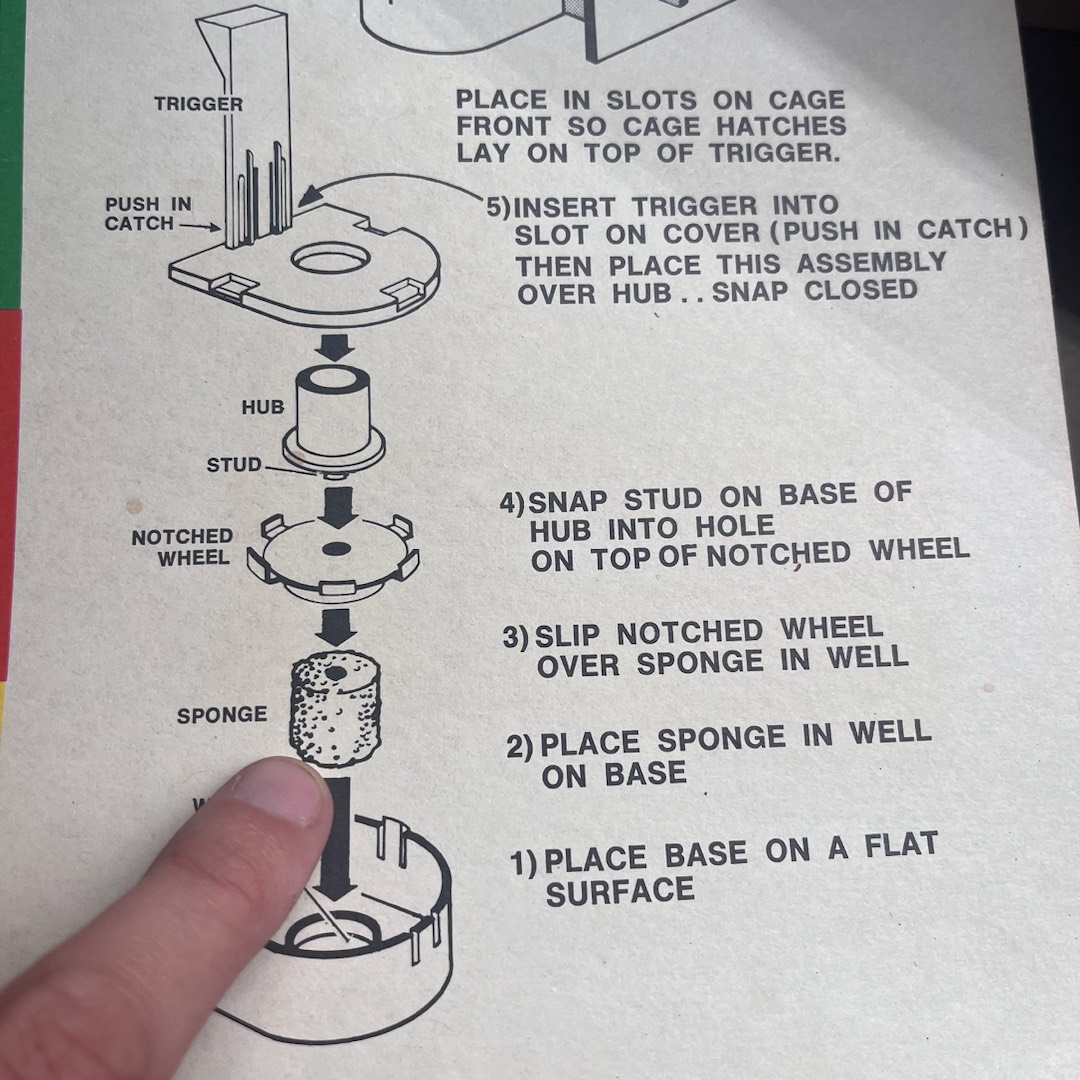 PLACE IN SLOTS ON CAGE
FRONT SO CAGE HATCHES
LAY ON TOP OF TRIGGER.
TRIGGER
PUSH IN
CATCH
5) INSERT TRIGGER INTO
SLOT ON COVER (PUSH IN CATCH)
THEN PLACE THIS ASSEMBLY
OVER HUB.. SNAP CLOSED
HUB
STUD
4) SNAP STUD ON BASE OF
HUB INTO HOLE
ON TOP OF NOTCHED WHEEL
NOTCHED
WHEEL
3) SLIP NOTCHED WHEEL
OVER SPONGE IN WELL
SPONGE
2) PLACE SPONGE IN WELL
ON BASE
1) PLACE BASE ON A FLAT
SURFACE